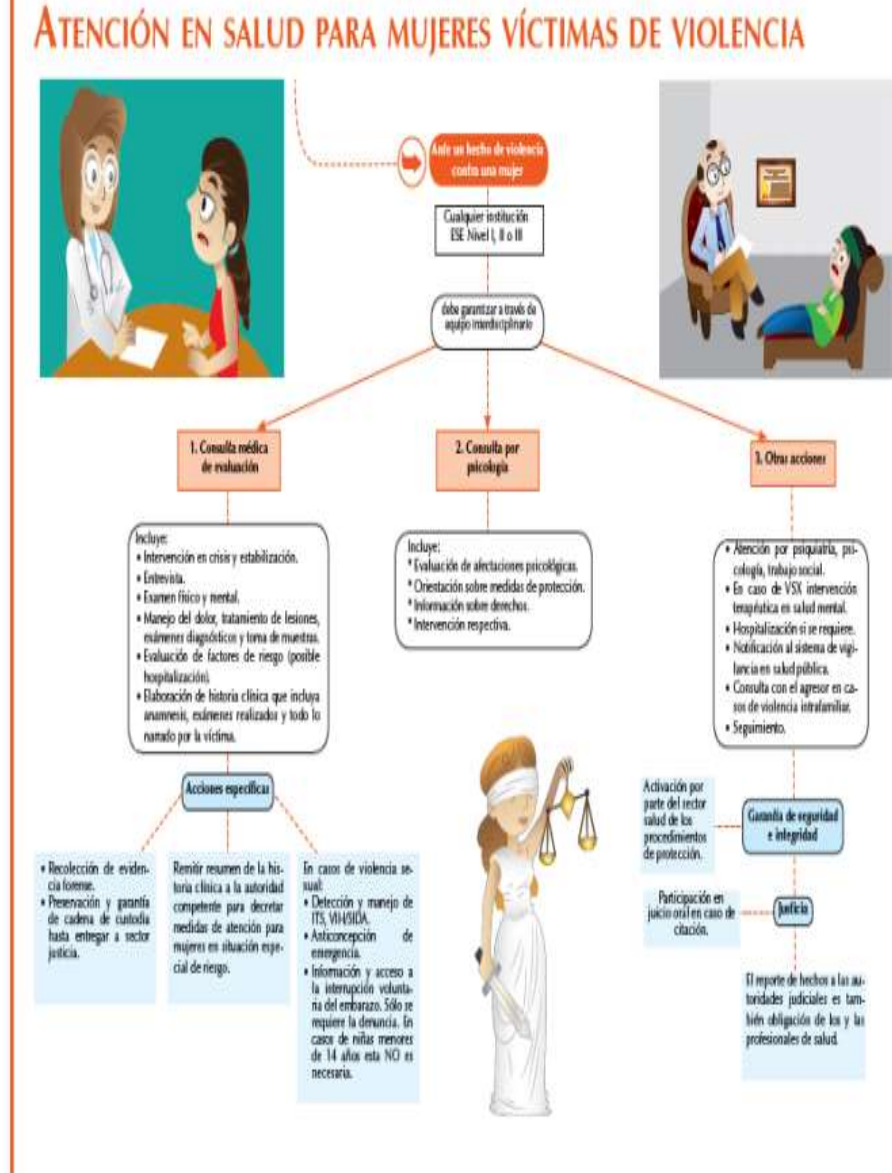 ATENCIÓN EN SALUD PARA MUJERES VÍCTIMAS DE VIOLENCIA
Ante un hecho de violencia
contra una mujer
Cualquier institución
ESE Nivel I, II o III
debe garantizar a través de
equipo interdisciplinario
1. Consulta médica
de evaluación
Incluye:
• Intervención en crisis y estabilización.
• Entrevista.
• Examen físico y mental.
• Manejo del dolor, tratamiento de lesiones,
exámenes diagnósticos y toma de muestras.
• Evaluación de factores de riesgo (posible
hospitalización).
• Elaboración de historia clínica que incluya
anamnesis, exámenes realizados y todo lo
narrado por la víctima.
Acciones específicas
• Recolección de eviden-
cia forense.
• Preservación y garantía
de cadena de custodia
hasta entregar a sector
justicia.
Remitir resumen de la his-
toria clínica a la autoridad
competente para decretar
medidas de atención para
mujeres en situación espe-
cial de riesgo.
En casos de violencia se-
xual:
• Detección y manejo de
ITS, VIH/SIDA.
• Anticoncepción de
emergencia.
• Información y acceso a
la interrupción volunta-
ria del embarazo. Sólo se
requiere la denuncia. En
casos de niñas menores
de 14 años esta NO es
necesaria.
2. Consulta por
psicología
Incluye:
* Evaluación de afectaciones psicológicas.
* Orientación sobre medidas de protección.
* Información sobre derechos.
* Intervención respectiva.
3. Otras acciones
• Atención por psiquiatría, psi-
cología, trabajo social.
• En caso de VSX intervención
terapéutica en salud mental.
• Hospitalización si se requiere.
• Notificación al sistema de vigi-
lancia en salud pública.
• Consulta con el agresor en ca-
sos de violencia intrafamiliar.
• Seguimiento.
Activación por
parte del sector
salud de los
procedimientos
de protección.
Garantía de seguridad
e integridad
Participación en
juicio oral en caso de
citación.
Justicia
El reporte de hechos a las au-
toridades judiciales es tam-
bién obligación de los y las
profesionales de salud.